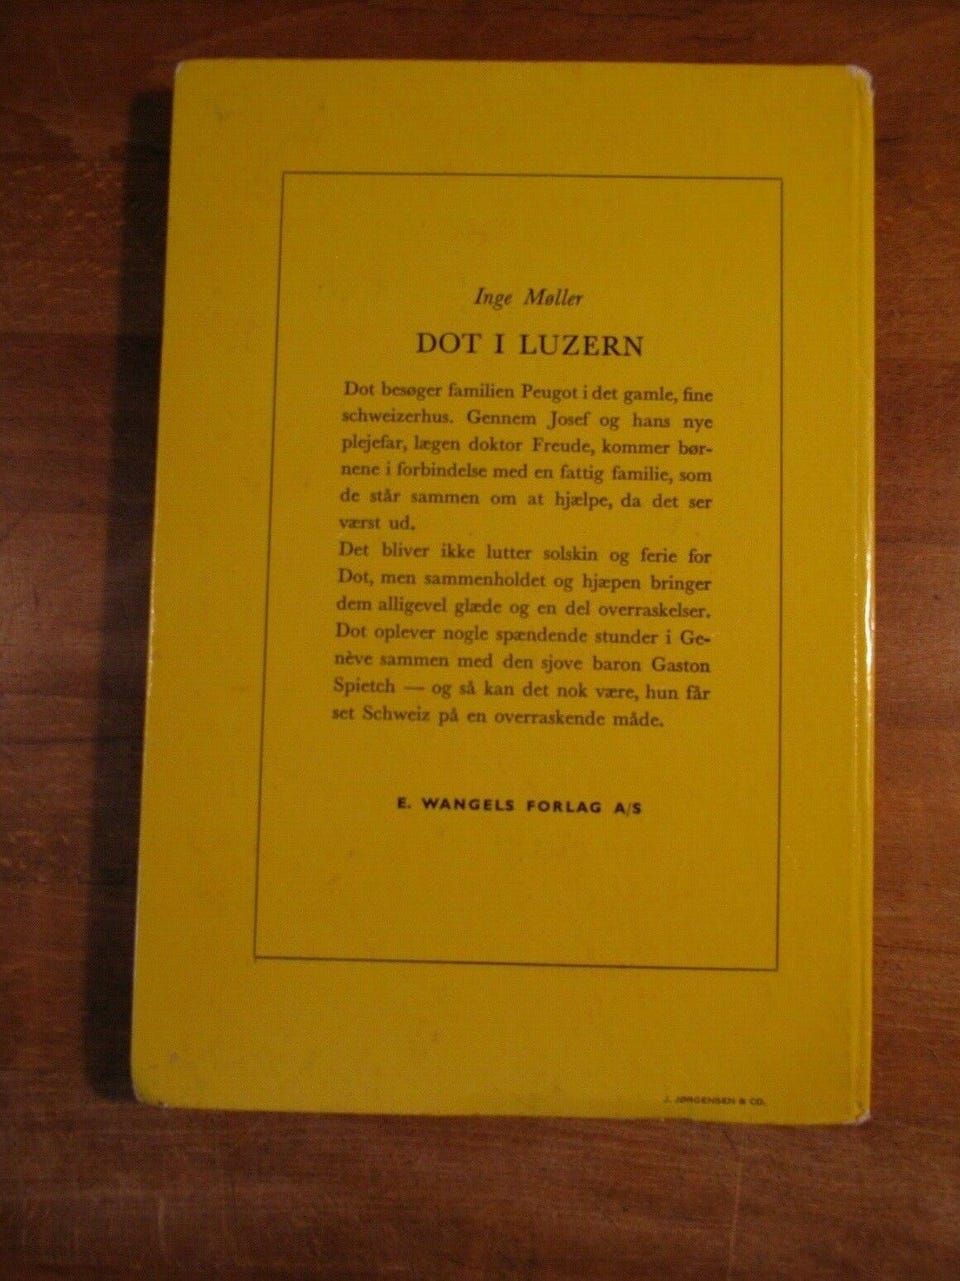 Inge Møller
DOT I LUZERN
Dot besøger familien Peugot i det gamle, fine
schweizerhus. Gennem Josef og hans nye
plejefar, lægen doktor Freude, kommer bør-
nene i forbindelse med en fattig familie, som
de står sammen om at hjælpe, da det ser
værst ud.
Det bliver ikke lutter solskin og ferie for
Dot, men sammenholdet og hjæpen bringer
dem alligevel glæde og en del overraskelser.
Dot oplever nogle spændende stunder i Ge-
nève sammen med den sjove baron Gaston
Spietch — og så kan det nok være, hun får
set Schweiz på en overraskende måde.
E. WANGELS FORLAG A/S
J. JØRGENSEN & CO.